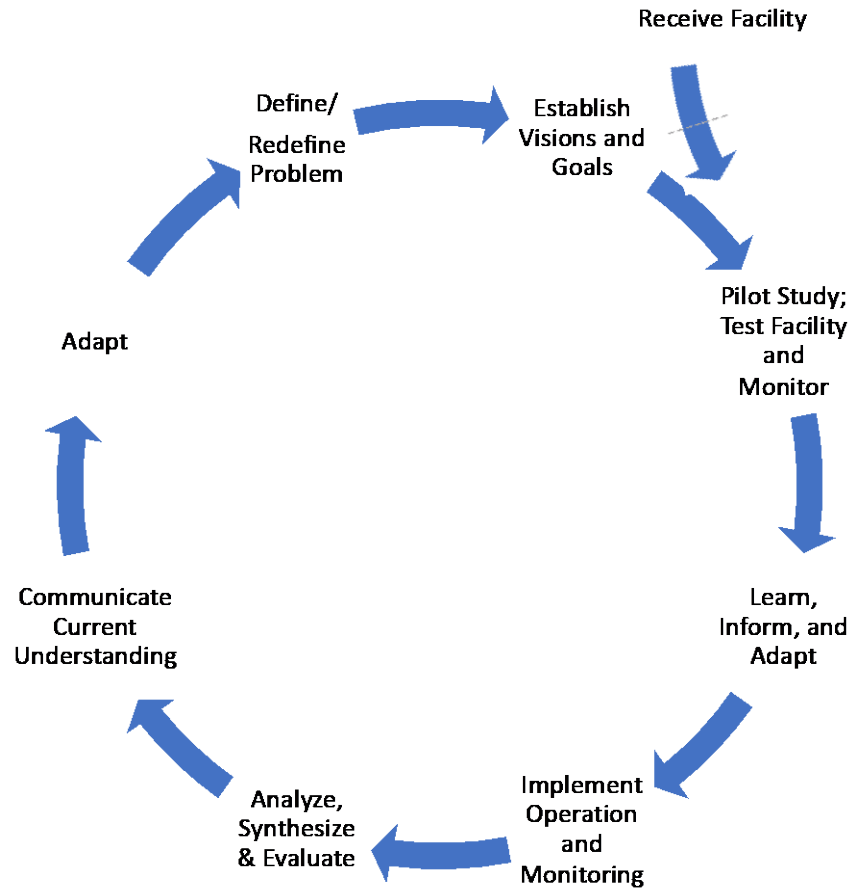 Receive Facility
Define/
Redefine
Problem
Establish
Visions and
Goals
Pilot Study;
Test Facility
and
Monitor
Learn,
Inform, and
Adapt
Implement
Operation
and
Monitoring
Analyze,
Synthesize
& Evaluate
Communicate
Current
Understanding
Adapt